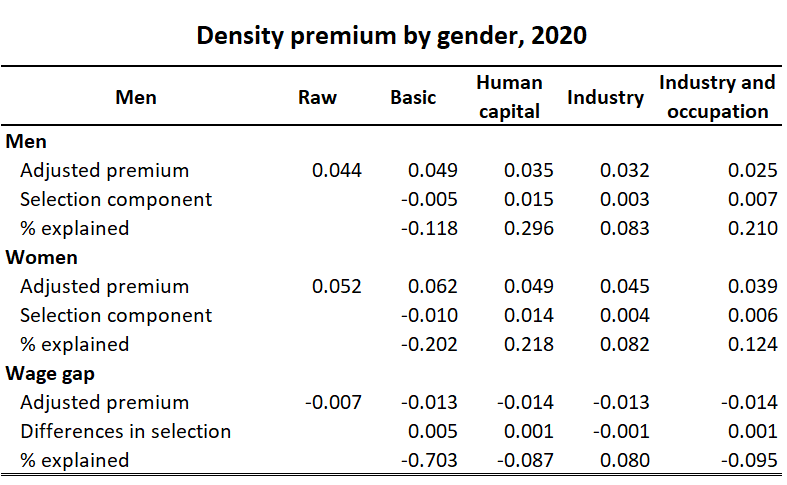 Density premium by gender, 2020
Men Raw Basic Human capital Industry Industry and occupation
Men
Adjusted premium 0.044 0.049 0.035 0.032 0.025
Selection component -0.005 0.015 0.003 0.007
% explained -0.118 0.296 0.083 0.210
Women
Adjusted premium 0.052 0.062 0.049 0.045 0.039
Selection component -0.010 0.014 0.004 0.006
% explained -0.202 0.218 0.082 0.124
Wage gap
Adjusted premium -0.007 -0.013 -0.014 -0.013 -0.014
Differences in selection 0.005 0.001 -0.001 0.001
% explained -0.703 -0.087 0.080 -0.095